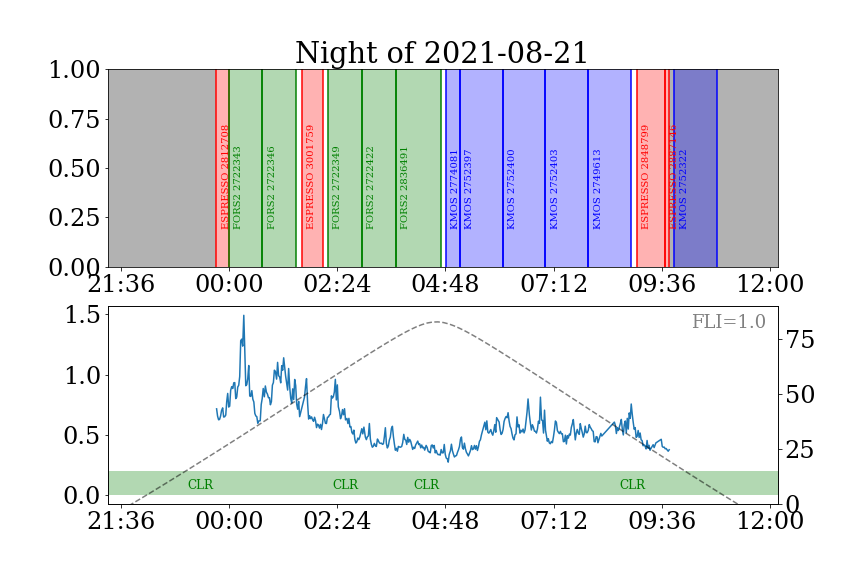 Night of 2021-08-21
1.00
0.75
0.50
0.25
0.00
ESPRESSO 2812708
FORS2 2722343
FORS2 2722346
ESPRESSO 3001759
FORS2 2722349
FORS2 2722422
FORS2 2836491
KMOS 2774081
KMOS 2752397
KMOS 2752400
KMOS 2752403
KMOS 2749613
ESPRESSO 2848799
ESPRESSO
KMOS 2752322
21:36 00:00 02:24 04:48 07:12 09:36 12:00
FLI=1.0
1.5
1.0
0.5
0.0
75
50
25
0
CLR CLR CLR CLR
21:36 00:00 02:24 04:48 07:12 09:36 12:00